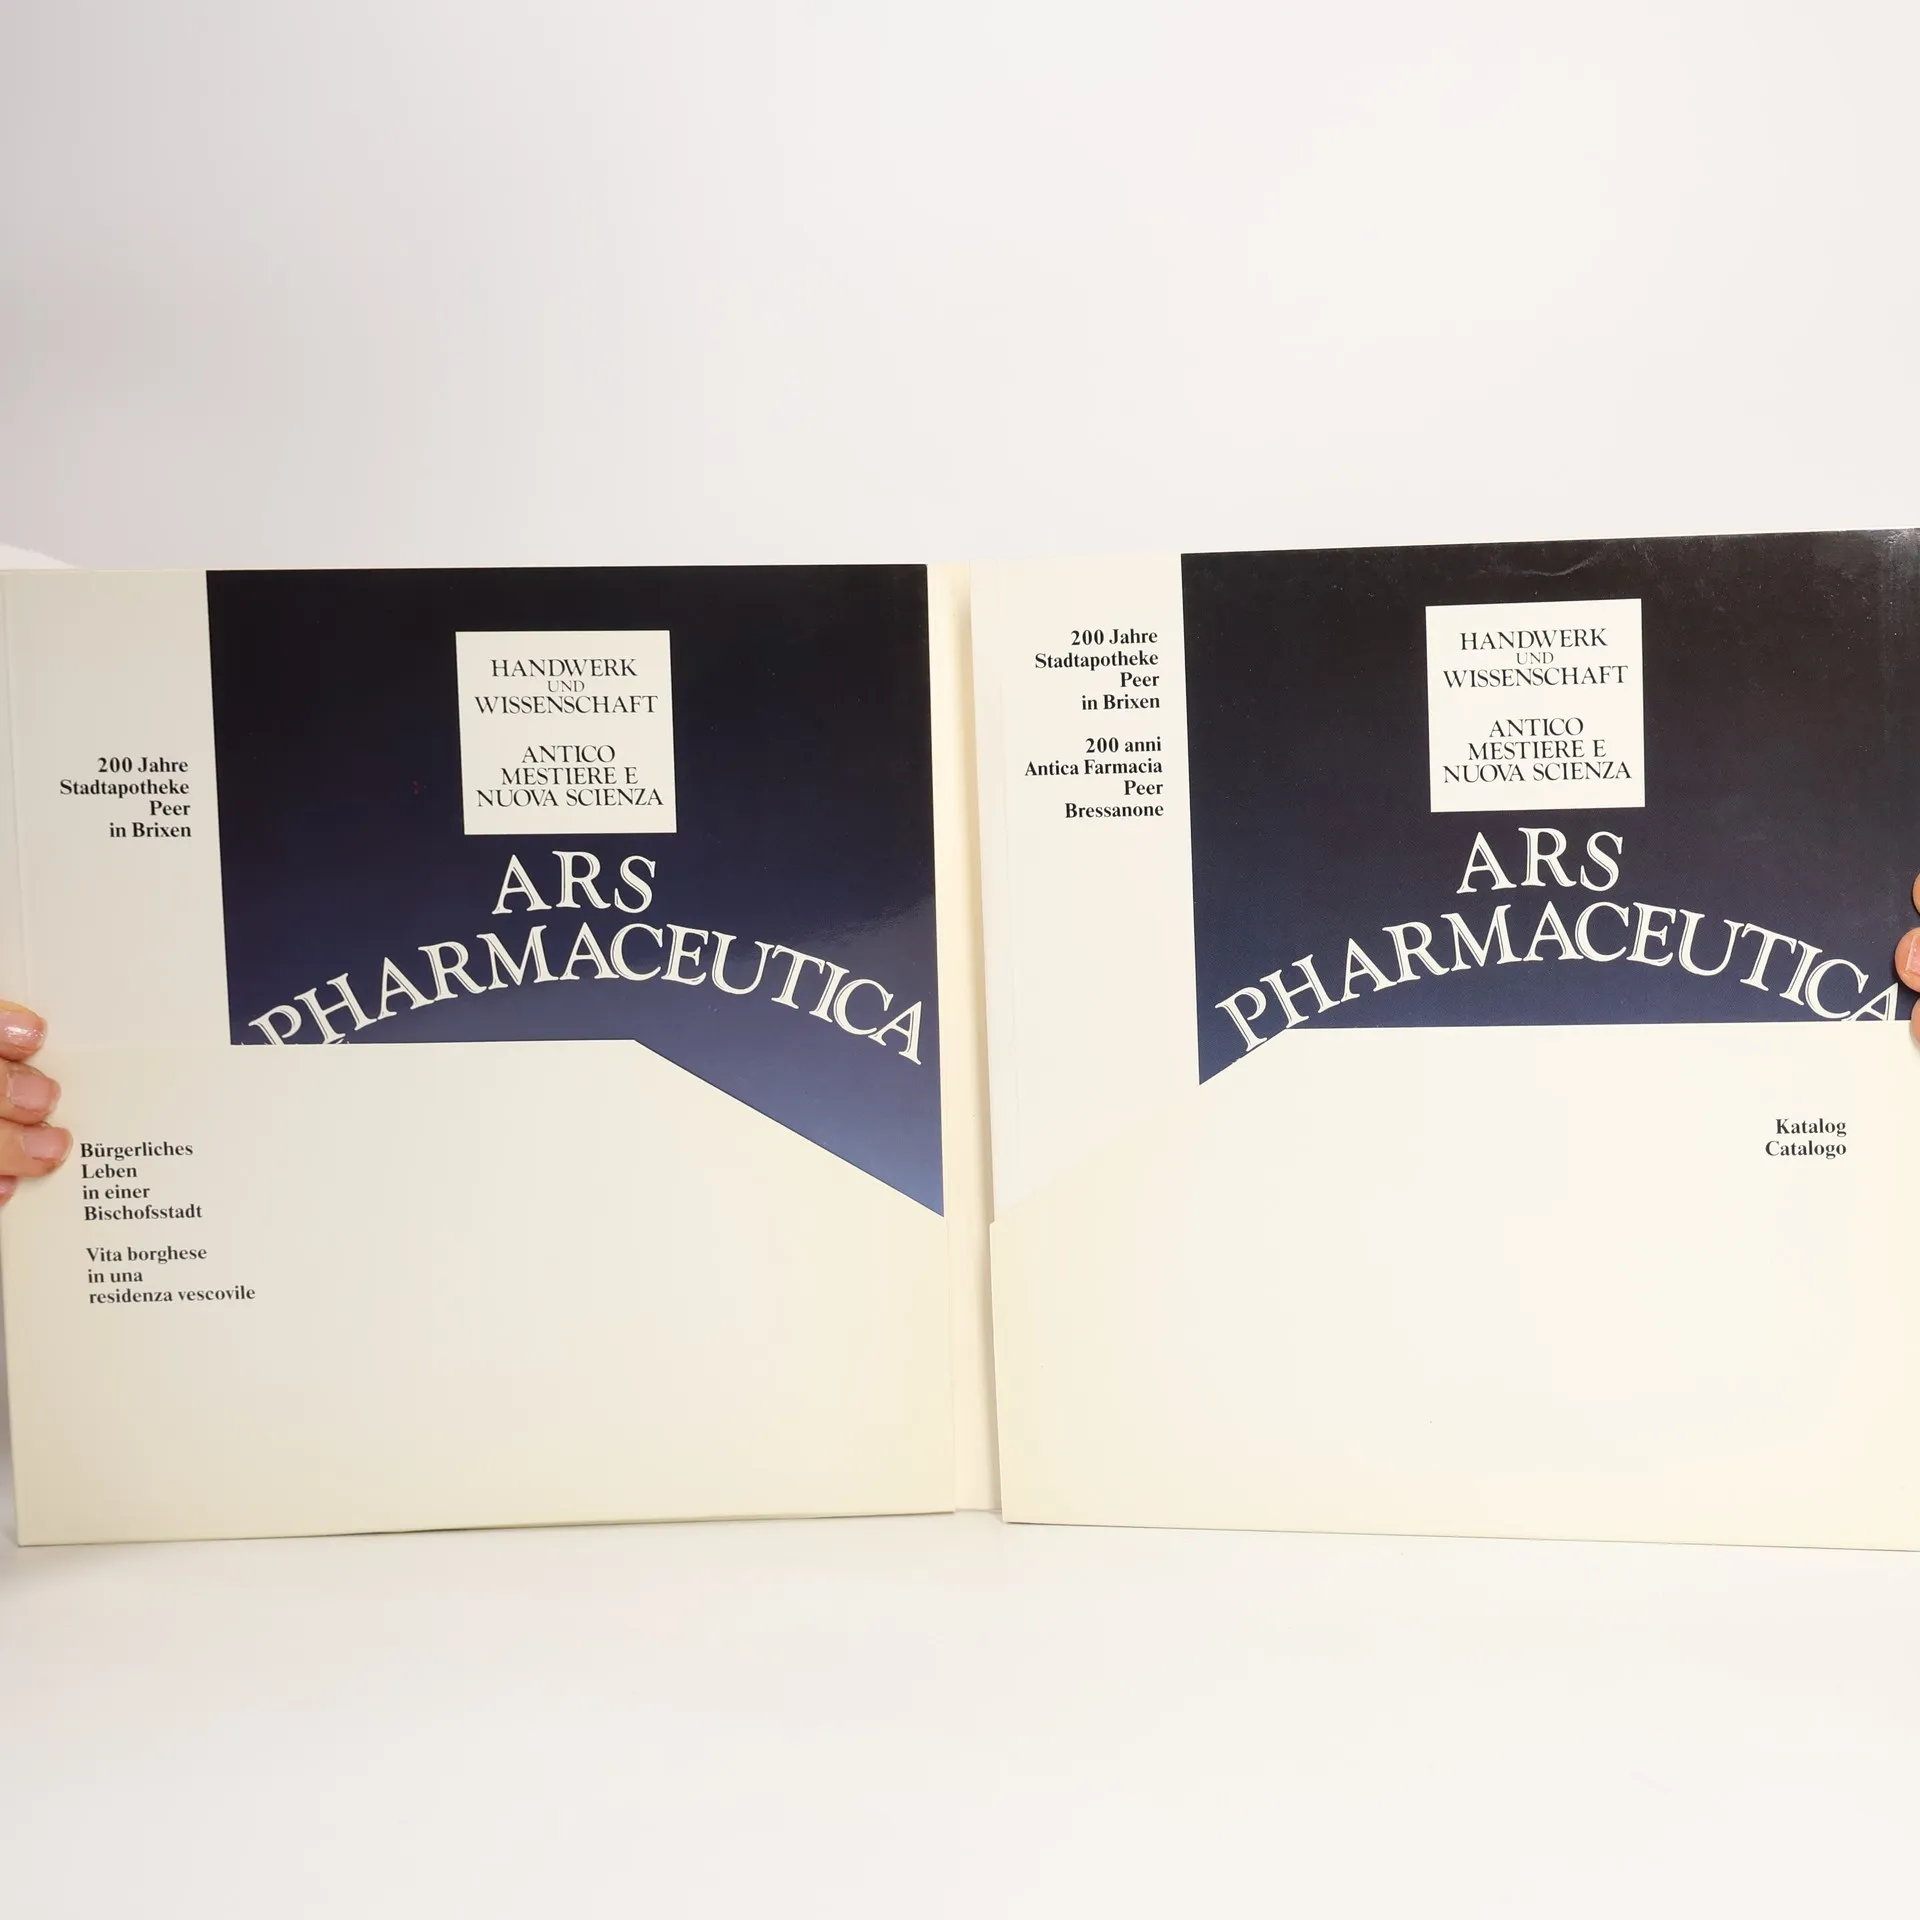 200 Jahre
Stadtapotheke
Peer
in Brixen
HANDWERK
UND
WISSENSCHAFT
ANTICO
MESTIERE E
NUOVA SCIENZA
ARS
PHARMACEUTICA
Bürgerliches
Leben
in einer
Bischofsstadt
Vita borghese
in una
residenza vescovile
200 Jahre
Stadtapotheke
Peer
in Brixen
200 anni
Antica Farmacia
Peer
Bressanone
HANDWERK
UND
WISSENSCHAFT
ANTICO
MESTIERE E
NUOVA SCIENZA
ARS
PHARMACEUTICA
Katalog
Catalogo